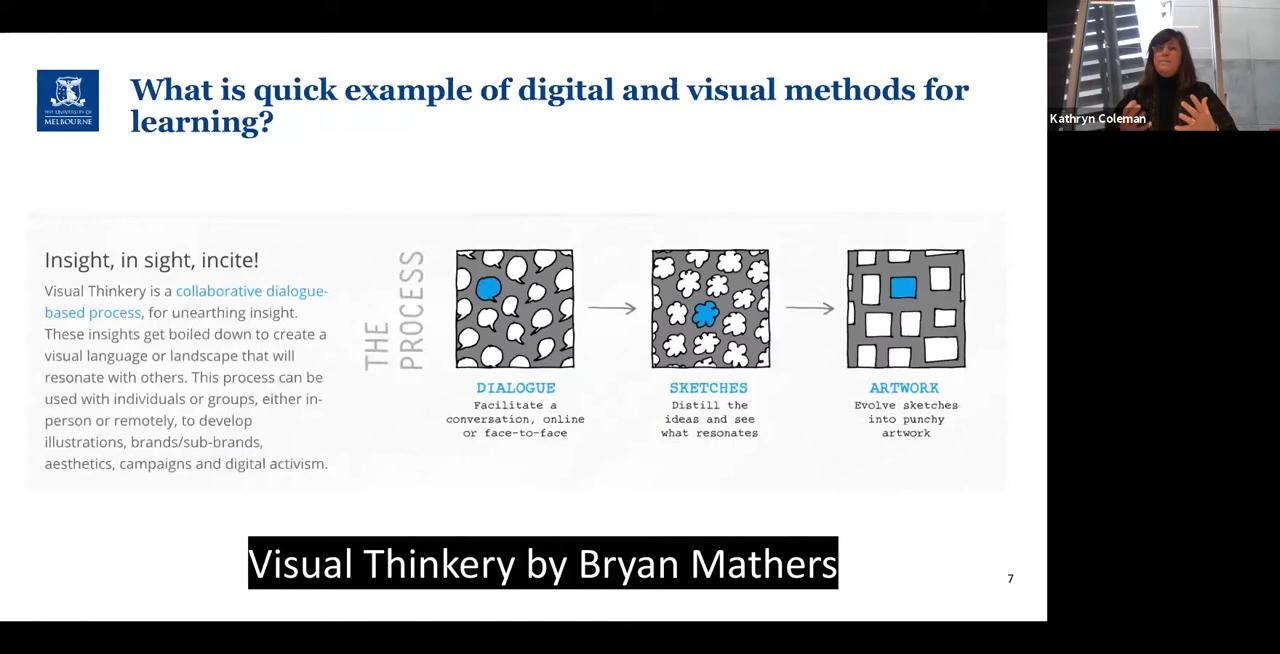 THE UNIVERSITY OF
MELBOURNE
What is quick example of digital and visual methods for
learning?
Kathryn Coleman
Insight, in sight, incite!
Visual Thinkery is a collaborative dialogue-
based process, for unearthing insight.
These insights get boiled down to create a
visual language or landscape that will
resonate with others. This process can be
used with individuals or groups, either in-
person or remotely, to develop
illustrations, brands/sub-brands,
aesthetics, campaigns and digital activism.
THE
PROCESS
DIALOGUE
Facilitate a
conversation, online
or face-to-face
SKETCHES
Distill the
ideas and see
what resonates
ARTWORK
Evolve sketches
into punchy
artwork
Visual Thinkery by Bryan Mathers
7